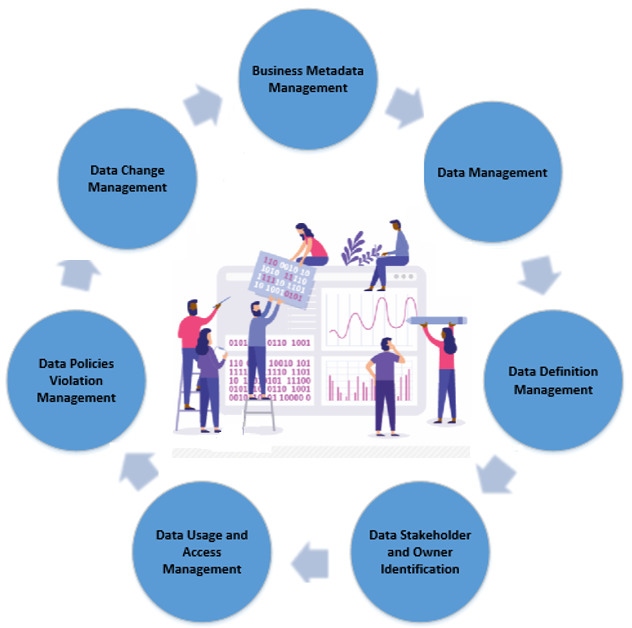 Business Metadata
Management
Data Management
Data Definition
Management
Data Stakeholder
and Owner
Identification
Data Usage and
Access
Management
Data Policies
Violation
Management
Data Change
Management